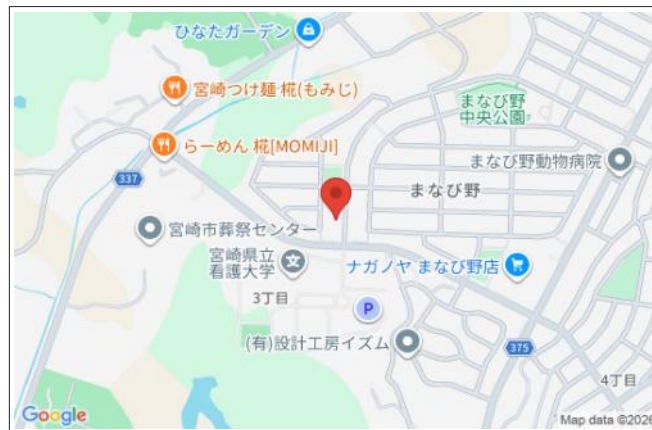 ひなたガーデン
宮崎つけ麺 椛(もみじ)
らーめん 椛[MOMIJI]
337
まなび野
中央公園
まなび野動物病院
まなび野
宮崎市葬祭センター
宮崎県立
看護大学
ナガノヤ まなび野店
3丁目
P
(有)設計工房イズム
375
4丁目
Google
Map data ©2026